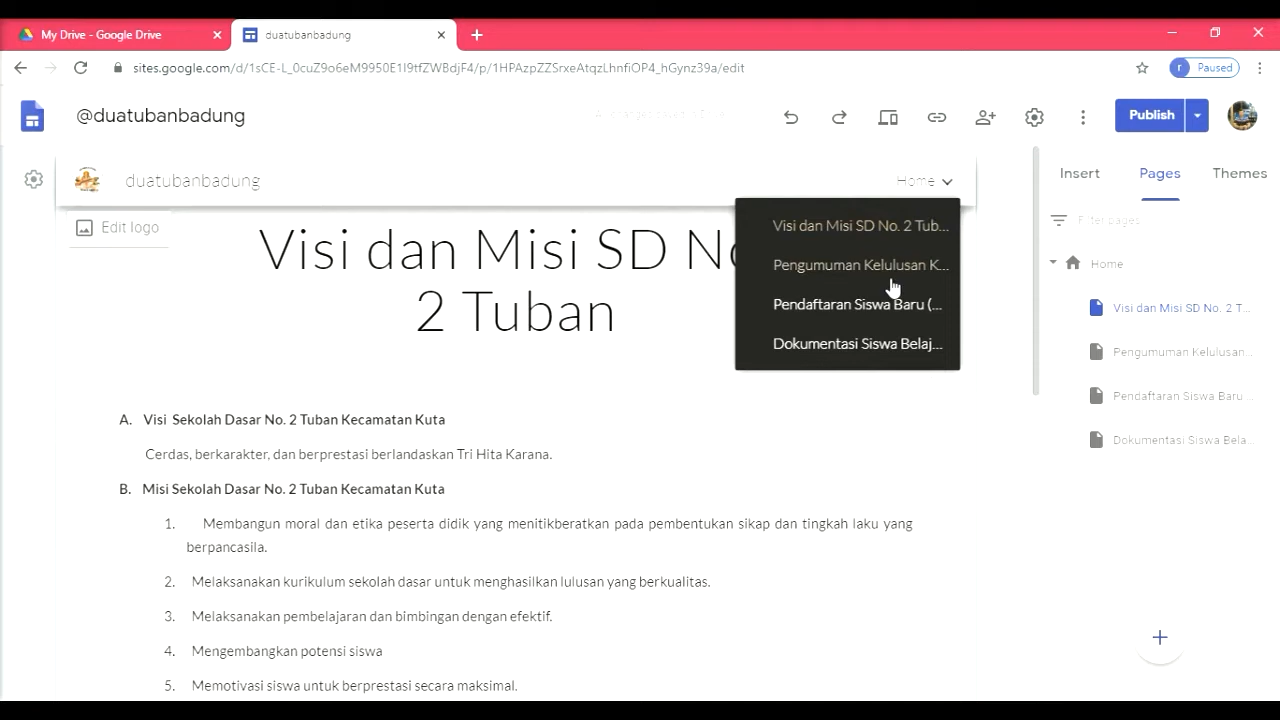 My Drive - Google Drive
duatubanbadung
sites.google.com/d/1sCE-L_0cuZ9o6eM9950E1I9tfZWBdjF4/p/1HPAzpZZSrxeAtqzLhnfiOP4_hGynz39a/edit
r Paused
@duatubanbadung
Publish
duatubanbadung
Home
Insert
Pages
Themes
Edit logo
Filter pages
Visi dan Misi SD No.
2 Tuban
Visi dan Misi SD No. 2 Tub...
Pengumuman Kelulusan K...
Pendaftaran Siswa Baru (...
Dokumentasi Siswa Belaj...
Home
Visi dan Misi SD No. 2 T...
Pengumuman Kelulusan...
Pendaftaran Siswa Baru ...
Dokumentasi Siswa Bela...
A. Visi Sekolah Dasar No. 2 Tuban Kecamatan Kuta
Cerdas, berkarakter, dan berprestasi berlandaskan Tri Hita Karana.
B. Misi Sekolah Dasar No. 2 Tuban Kecamatan Kuta
1. Membangun moral dan etika peserta didik yang menitikberatkan pada pembentukan sikap dan tingkah laku yang
berpancasila.
2. Melaksanakan kurikulum sekolah dasar untuk menghasilkan lulusan yang berkualitas.
3. Melaksanakan pembelajaran dan bimbingan dengan efektif.
4. Mengembangkan potensi siswa
5. Memotivasi siswa untuk berprestasi secara maksimal.